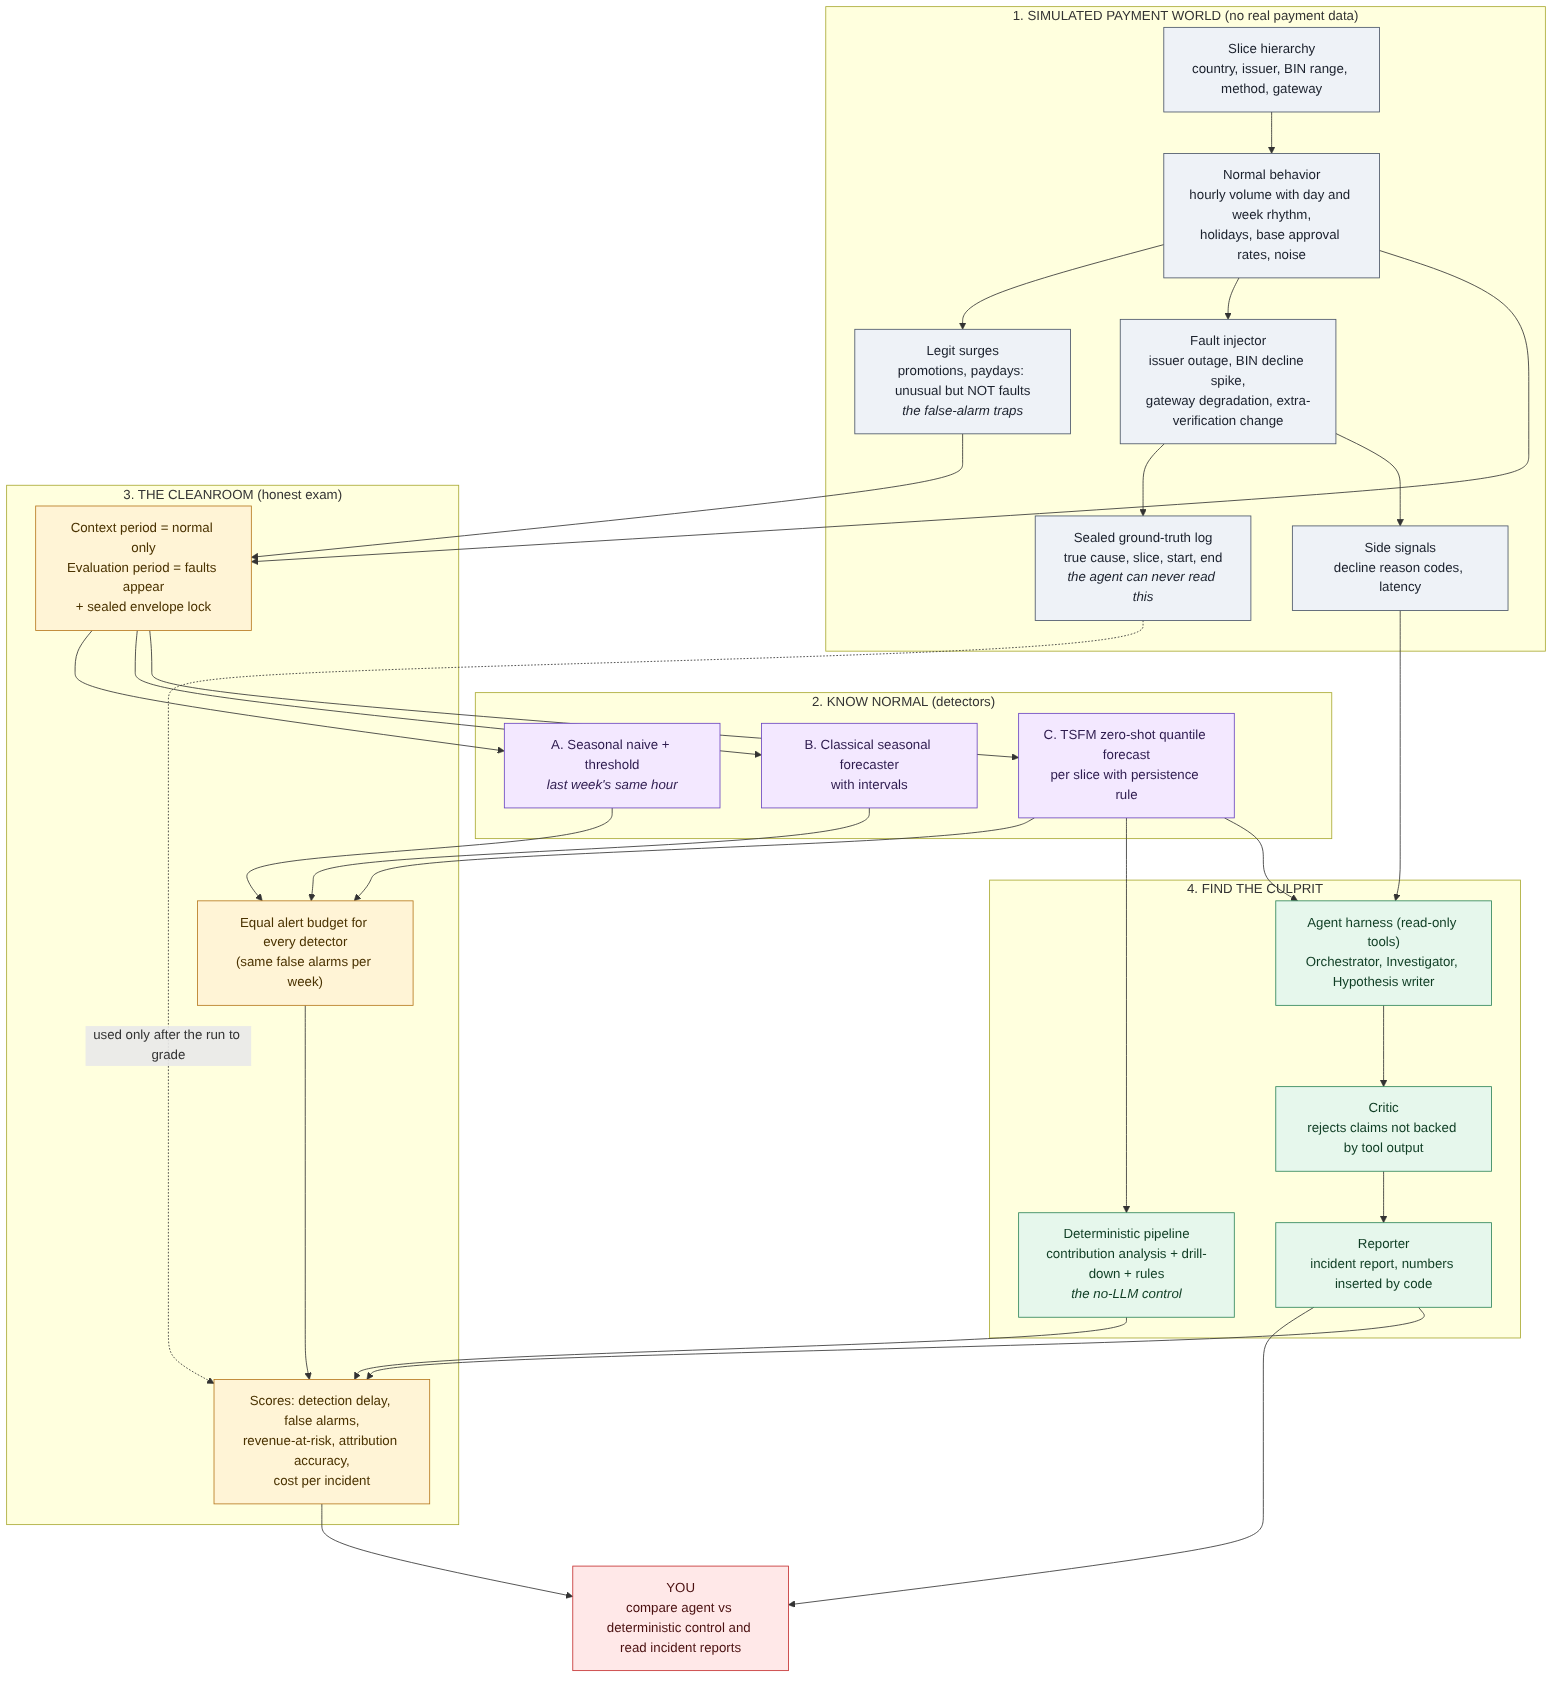 1. SIMULATED PAYMENT WORLD (no real payment data)
Slice hierarchy
country, issuer, BIN range,
method, gateway
Normal behavior
hourly volume with day and
week rhythm,
holidays, base approval
rates, noise
Legit surges
promotions, paydays:
unusual but NOT faults
the false-alarm traps
Fault injector
issuer outage, BIN decline
spike,
gateway degradation, extra-
verification change
Sealed ground-truth log
true cause, slice, start, end
the agent can never read
this
Side signals
decline reason codes,
latency
3. THE CLEANROOM (honest exam)
Context period = normal
only
Evaluation period = faults
appear
+ sealed envelope lock
2. KNOW NORMAL (detectors)
A. Seasonal naive +
threshold
last week's same hour
B. Classical seasonal
forecaster
with intervals
C. TSFM zero-shot quantile
forecast
per slice with persistence
rule
Equal alert budget for
every detector
(same false alarms per
week)
used only after the run to
grade
4. FIND THE CULPRIT
Agent harness (read-only
tools)
Orchestrator, Investigator,
Hypothesis writer
Critic
rejects claims not backed
by tool output
Deterministic pipeline
contribution analysis + drill-
down + rules
the no-LLM control
Reporter
incident report, numbers
inserted by code
Scores: detection delay,
false alarms,
revenue-at-risk, attribution
accuracy,
cost per incident
YOU
compare agent vs
deterministic control and
read incident reports